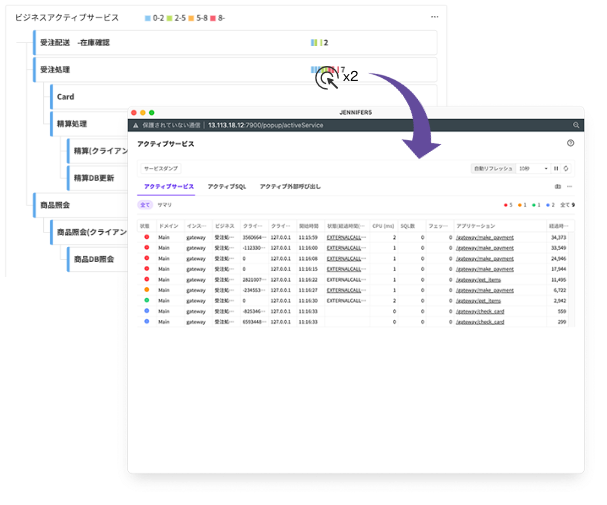 ビジネスアクティブサービス 0-2 2-5 5-8 8-
受注配送 -在庫確認 2
受注処理 7
x2
Card
精算処理
精算(クライアン
精算DB更新
商品照会
商品照会(クライアン
商品DB照会
JENNIFER5
保護されていない通信 | 13.113.18.12:7900/popup/activeService
アクティブサービス
サービスダンプ 自動リフレッシュ 10秒
アクティブサービス アクティブSQL アクティブ外部呼び出し
全て サマリ 5 1 1 2 全て 9
状態 ドメイン インス… ビジネス クライ… クライ… 開始時間 状態(経過時間(… CPU (ms) SQL数 フェッ… アプリケーション 経過時…
Main gateway 受注処… 3560664… 127.0.0.1 11:15:59 EXTERNALCALL… 2 0 0 /gateway/make_payment 34,373
Main gateway 受注処… -112330… 127.0.0.1 11:16:00 EXTERNALCALL… 1 0 0 /gateway/make_payment 33,549
Main gateway 受注処… 0 127.0.0.1 11:16:08 EXTERNALCALL… 1 0 0 /gateway/make_payment 24,946
Main gateway 受注処… 0 127.0.0.1 11:16:15 EXTERNALCALL… 1 0 0 /gateway/make_payment 17,944
Main gateway 受注処… 2821007… 127.0.0.1 11:16:22 EXTERNALCALL… 1 0 0 /gateway/get_items 11,495
Main gateway 受注処… -234513… 127.0.0.1 11:16:27 EXTERNALCALL… 1 0 0 /gateway/make_payment 6,722
Main gateway 受注処… 0 127.0.0.1 11:16:30 EXTERNALCALL… 2 0 0 /gateway/get_items 2,942
Main gateway 受注処… -825346… 127.0.0.1 11:16:33 0 0 0 /gateway/check_card 559
Main gateway 受注処… 6593448… 127.0.0.1 11:16:33 0 0 0 /gateway/check_card 299